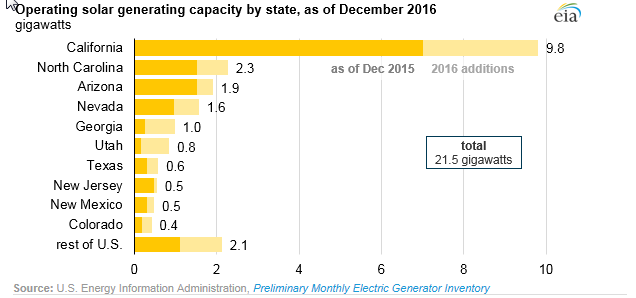 Operating solar generating capacity by state, as of December 2016
gigawatts
eia
California 9.8
North Carolina 2.3
as of Dec 2015 2016 additions
Arizona 1.9
Nevada 1.6
Georgia 1.0
Utah 0.8
total
21.5 gigawatts
Texas 0.6
New Jersey 0.5
New Mexico 0.5
Colorado 0.4
rest of U.S. 2.1
0 2 4 6 8 10
Source: U.S. Energy Information Administration, Preliminary Monthly Electric Generator Inventory